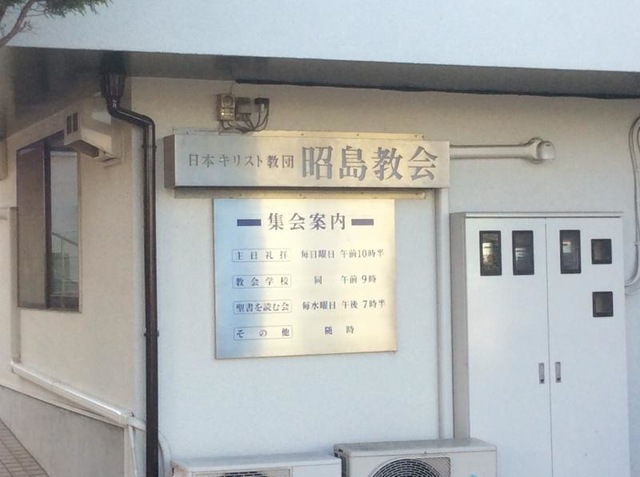 日本キリスト教団 昭島教会
集会案内
主日礼拝 毎日曜日 午前10時半
教会学校 同 午前9時
聖書を読む会 毎水曜日 午後7時半
その他 随時